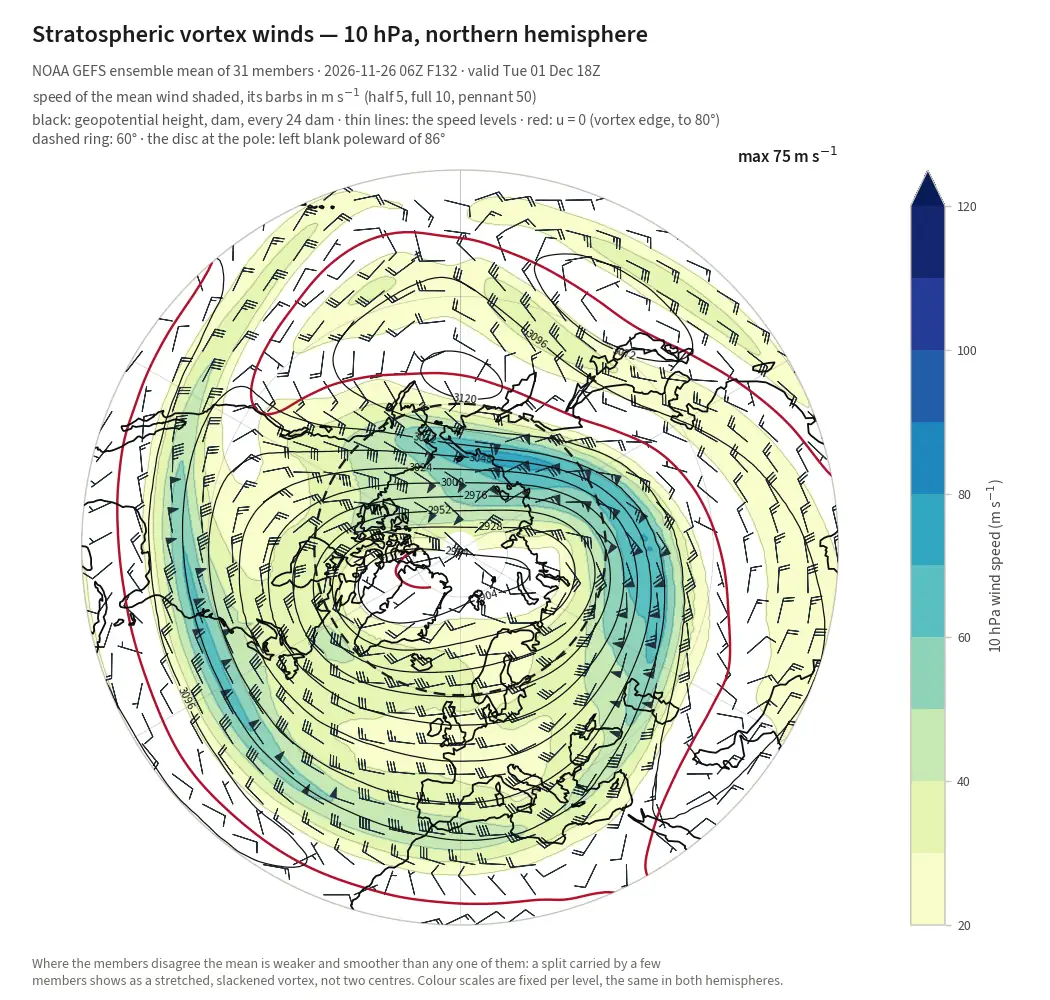 Stratospheric vortex winds — 10 hPa, northern hemisphere
NOAA GEFS ensemble mean of 31 members · 2026-11-26 06Z F132 · valid Tue 01 Dec 18Z
speed of the mean wind shaded, its barbs in m s⁻¹ (half 5, full 10, pennant 50)
black: geopotential height, dam, every 24 dam · thin lines: the speed levels · red: u = 0 (vortex edge, to 80°)
dashed ring: 60° · the disc at the pole: left blank poleward of 86°
max 75 m s⁻¹
120
100
80
60
40
20
10 hPa wind speed (m s⁻¹)
3096
3120
3048
3024
3000
2976
2952
2928
3096
Where the members disagree the mean is weaker and smoother than any one of them: a split carried by a few
members shows as a stretched, slackened vortex, not two centres. Colour scales are fixed per level, the same in both hemispheres.